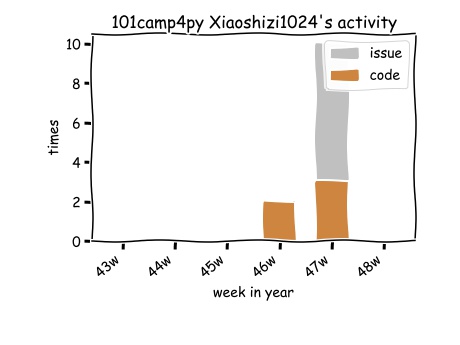 101camp4py Xiaoshizi1024's activity
issue
code
times
10
8
6
4
2
0
43w
44w
45w
46w
47w
48w
week in year